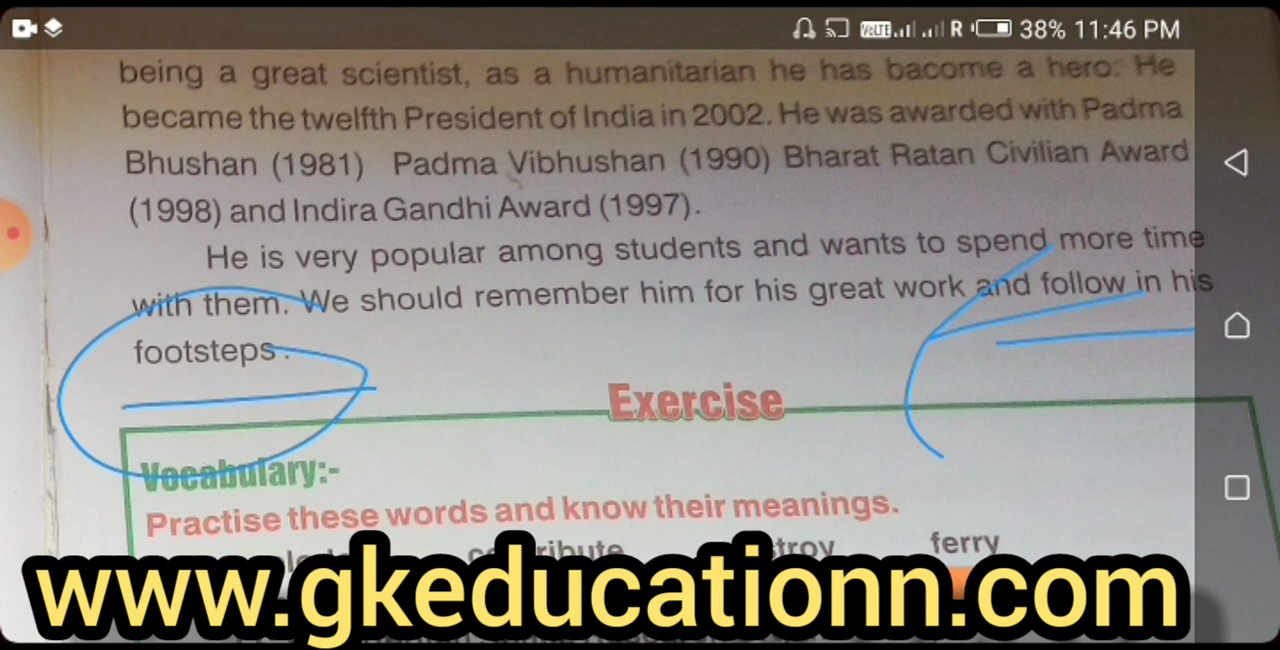 VoLTE R 38% 11:46 PM
being a great scientist, as a humanitarian he has bacome a hero. He
became the twelfth President of India in 2002. He was awarded with Padma
Bhushan (1981) Padma Vibhushan (1990) Bharat Ratan Civilian Award
(1998) and Indira Gandhi Award (1997).
He is very popular among students and wants to spend more time
with them. We should remember him for his great work and follow in his
footsteps.
Exercise
Vocabulary:-
Practise these words and know their meanings.
ferry
www.gkeducationn.com